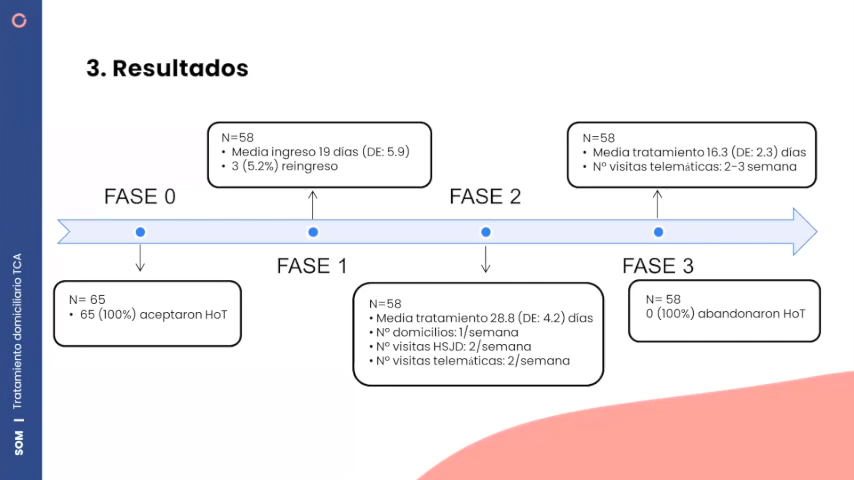 3. Resultados
N=58
• Media ingreso 19 días (DE: 5.9)
• 3 (5.2%) reingreso
N=58
• Media tratamiento 16.3 (DE: 2.3) días
• Nº visitas telemáticas: 2-3 semana
FASE 0
FASE 2
FASE 1
FASE 3
N= 65
• 65 (100%) aceptaron HoT
N=58
• Media tratamiento 28.8 (DE: 4.2) días
• Nº domicilios: 1/semana
• Nº visitas HSJD: 2/semana
• Nº visitas telemáticas: 2/semana
N= 58
0 (100%) abandonaron HoT
SOM | Tratamiento domiciliario TCA